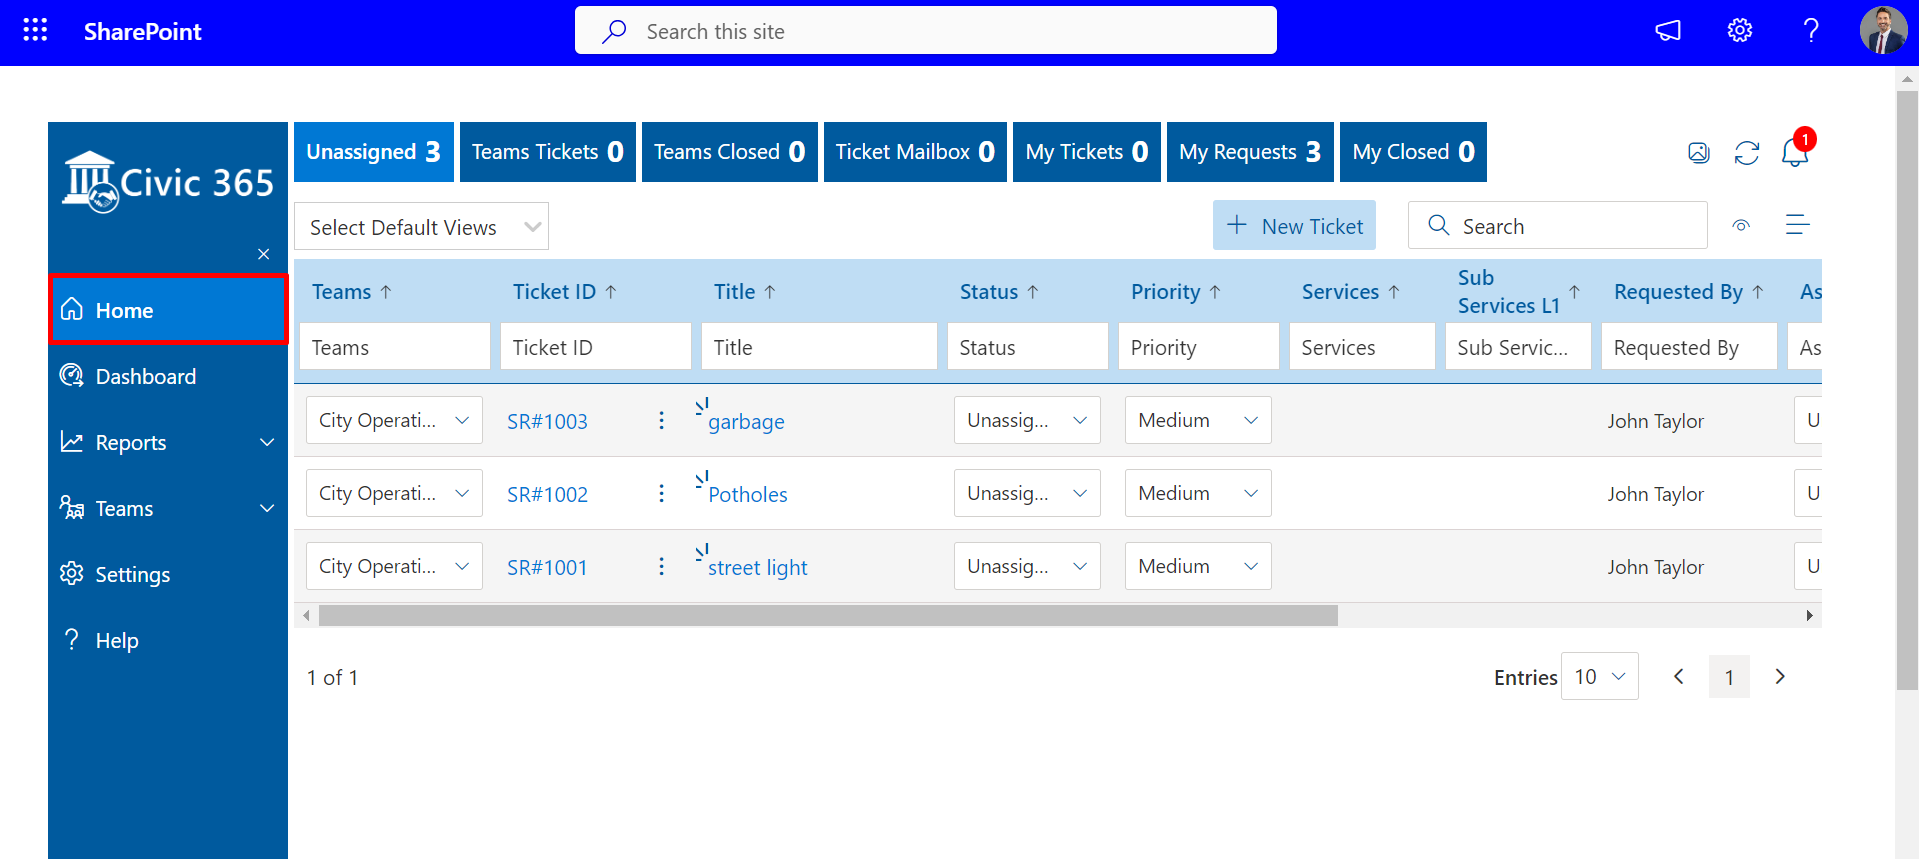 SharePoint
Search this site
Civic 365
Home
Dashboard
Reports
Teams
Settings
Help
Unassigned 3
Teams Tickets 0
Teams Closed 0
Ticket Mailbox 0
My Tickets 0
My Requests 3
My Closed 0
1
Select Default Views
New Ticket
Search
Teams Ticket ID Title Status Priority Services Sub Services L1 Requested By As
Teams Ticket ID Title Status Priority Services Sub Servic... Requested By As
City Operati... SR#1003 garbage Unassig... Medium John Taylor U
City Operati... SR#1002 Potholes Unassig... Medium John Taylor U
City Operati... SR#1001 street light Unassig... Medium John Taylor U
1 of 1
Entries 10 1